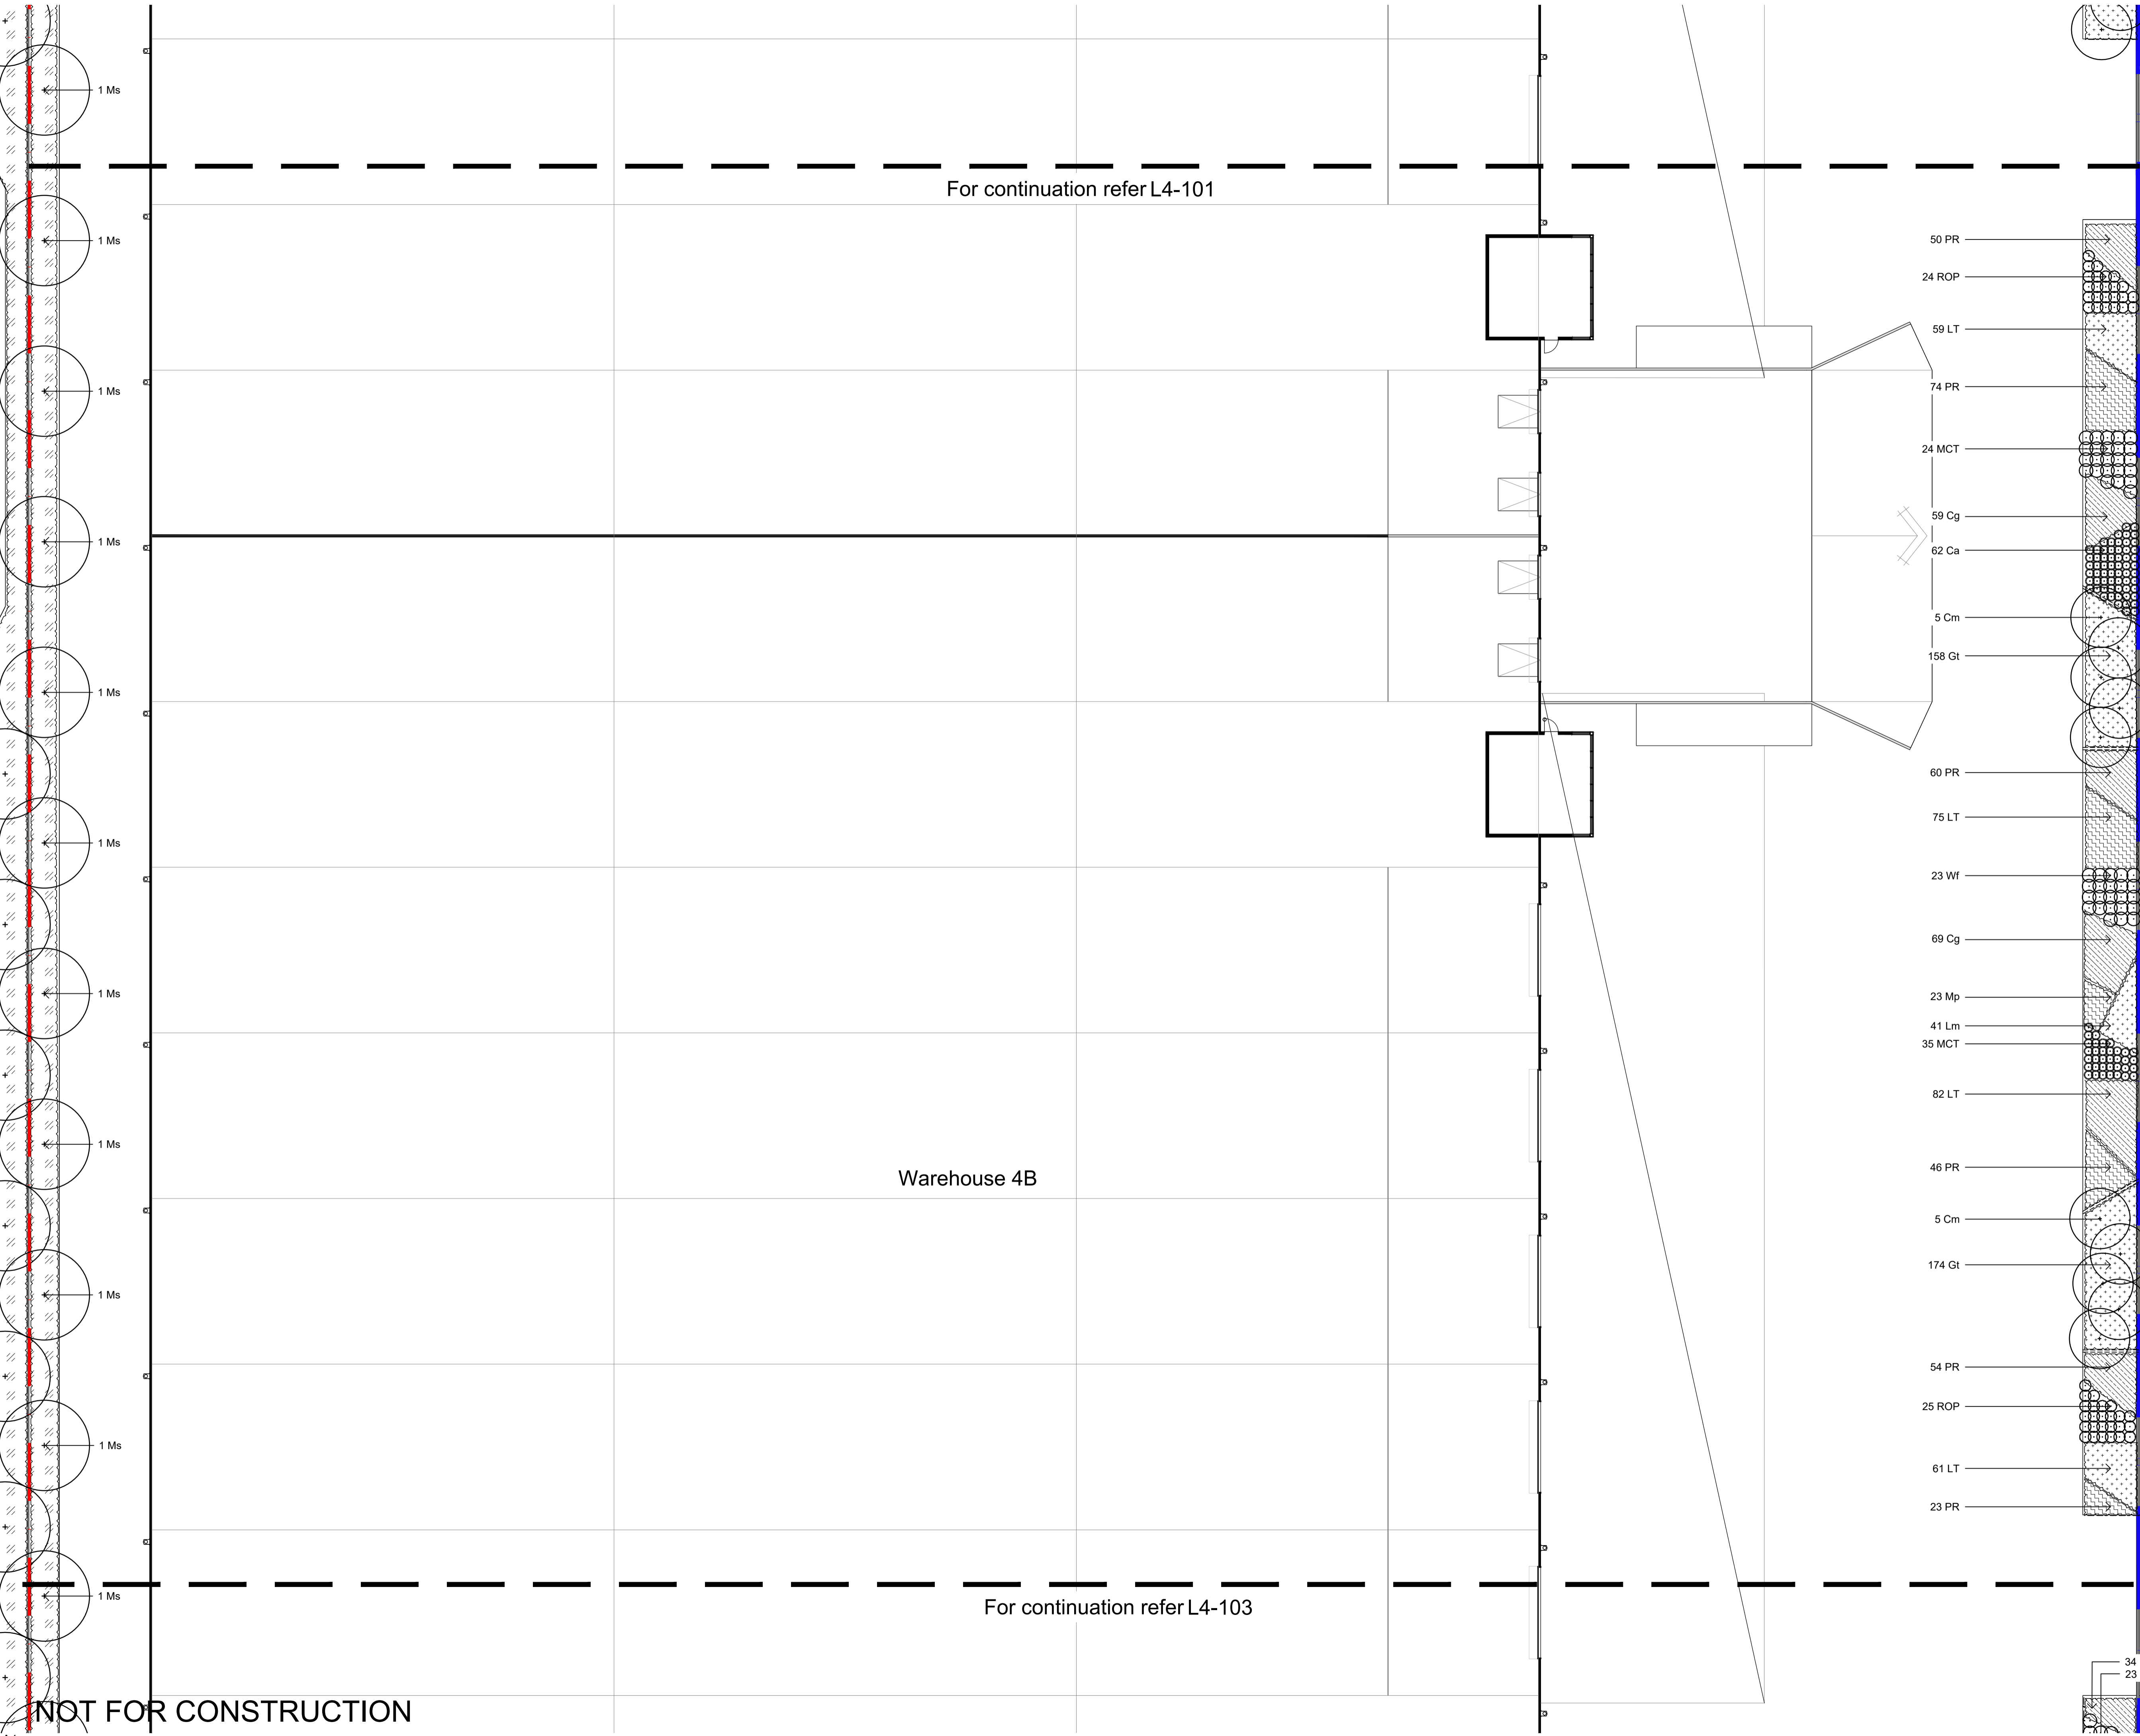 1 Ms
For continuation refer L4-101
1 Ms
1 Ms
1 Ms
1 Ms
1 Ms
1 Ms
1 Ms
1 Ms
1 Ms
1 Ms
50 PR
24 ROP
59 LT
74 PR
24 MCT
59 Cg
62 Ca
5 Cm
158 Gt
60 PR
75 LT
23 Wf
69 Cg
23 Mp
41 Lm
35 MCT
82 LT
46 PR
5 Cm
174 Gt
54 PR
25 ROP
61 LT
23 PR
Warehouse 4B
For continuation refer L4-103
34
23
NOT FOR CONSTRUCTION